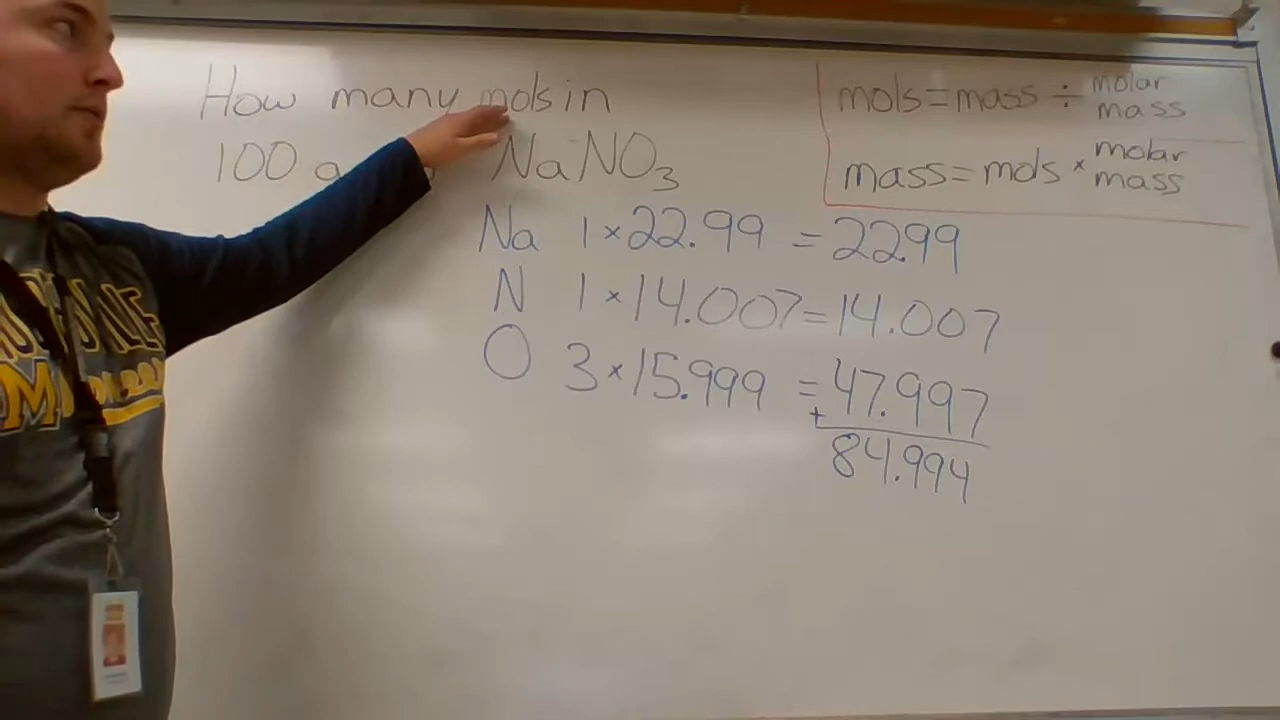 How many mols in
100 g NaNO3
mols = mass ÷ molar mass
mass = mols * molar mass
Na 1 × 22.99 = 22.99
N 1 × 14.007 = 14.007
O 3 × 15.999 = 47.997
+
84.994